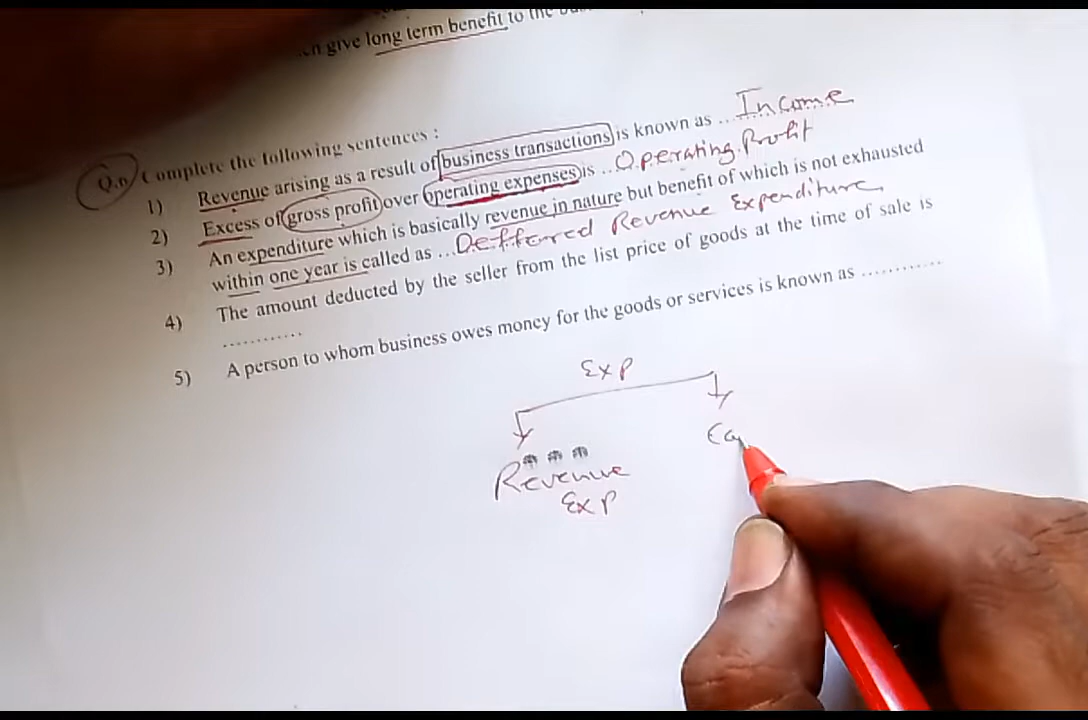 give long term benefit to the
Q.6 Complete the following sentences :
1) Revenue arising as a result of business transactions is known as ... Income
2) Excess of gross profit over operating expenses is ... Operating Profit
3) An expenditure which is basically revenue in nature but benefit of which is not exhausted
within one year is called as ... Deffered Revenue Expenditure
4) The amount deducted by the seller from the list price of goods at the time of sale is
............
5) A person to whom business owes money for the goods or services is known as ............
Exp
Revenue
Exp
Ca